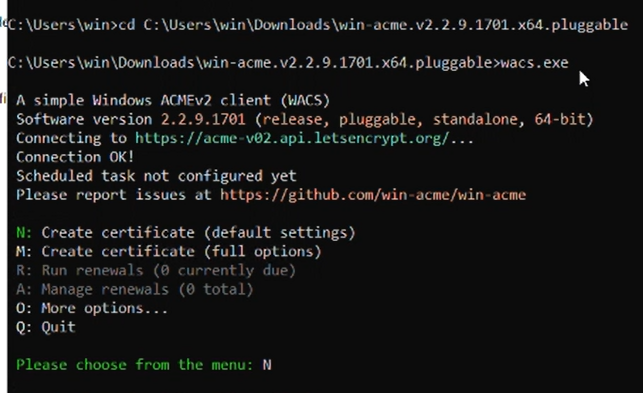 C:\Users\win>cd C:\Users\win\Downloads\win-acme.v2.2.9.1701.x64.pluggable
C:\Users\win\Downloads\win-acme.v2.2.9.1701.x64.pluggable>wacs.exe
A simple Windows ACMEv2 client (WACS)
Software version 2.2.9.1701 (release, pluggable, standalone, 64-bit)
Connecting to https://acme-v02.api.letsencrypt.org/...
Connection OK!
Scheduled task not configured yet
Please report issues at https://github.com/win-acme/win-acme
N: Create certificate (default settings)
M: Create certificate (full options)
R: Run renewals (0 currently due)
A: Manage renewals (0 total)
O: More options...
Q: Quit
Please choose from the menu: N